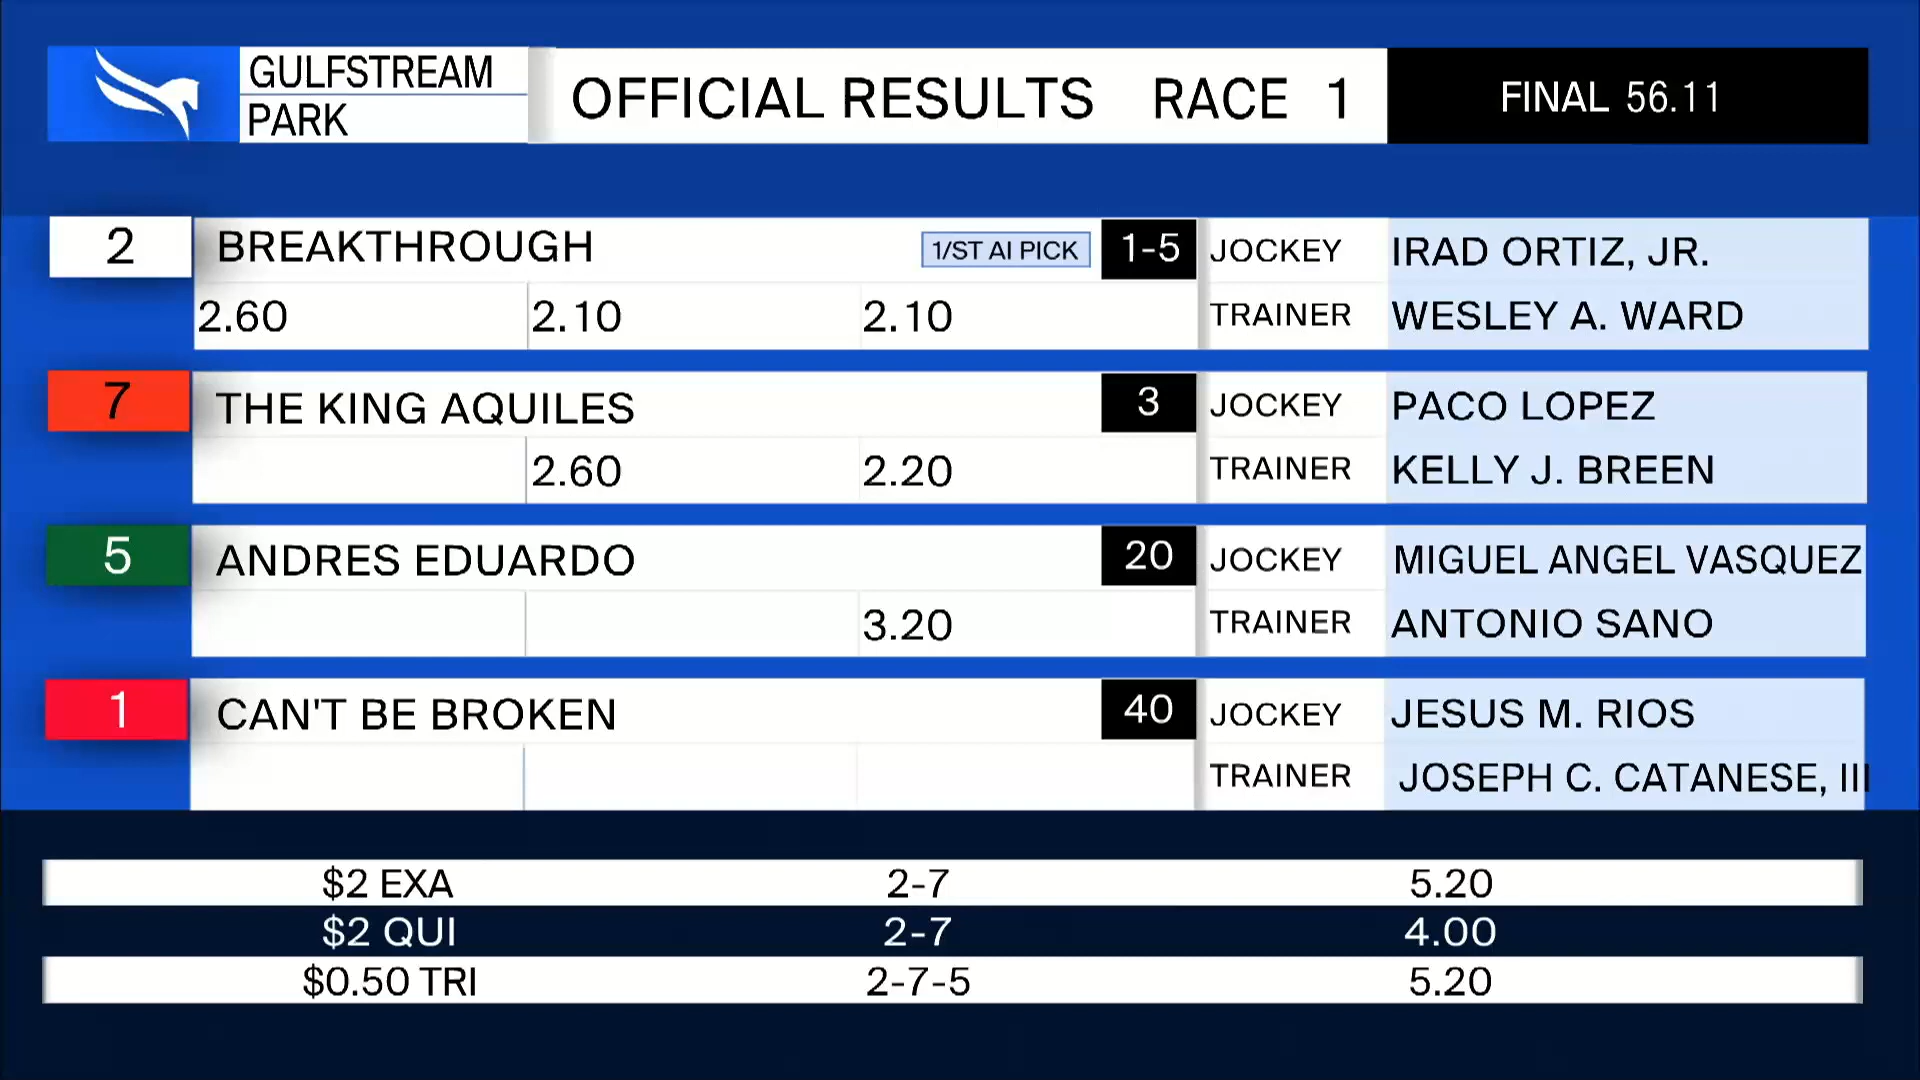 GULFSTREAM
PARK
OFFICIAL RESULTS RACE 1
FINAL 56.11
2 BREAKTHROUGH 1/ST AI PICK 1-5 JOCKEY IRAD ORTIZ, JR.
2.60 2.10 2.10 TRAINER WESLEY A. WARD
7 THE KING AQUILES 3 JOCKEY PACO LOPEZ
2.60 2.20 TRAINER KELLY J. BREEN
5 ANDRES EDUARDO 20 JOCKEY MIGUEL ANGEL VASQUEZ
3.20 TRAINER ANTONIO SANO
1 CAN'T BE BROKEN 40 JOCKEY JESUS M. RIOS
TRAINER JOSEPH C. CATANESE, III
$2 EXA 2-7 5.20
$2 QUI 2-7 4.00
$0.50 TRI 2-7-5 5.20